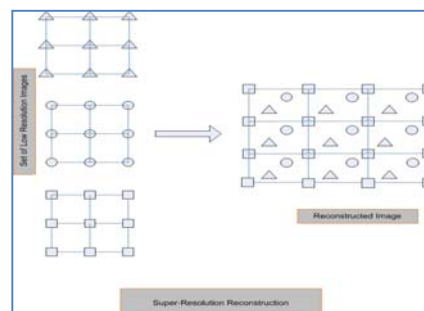 Set of Low Resolution Images
Reconstructed Image
Super-Resolution Reconstruction